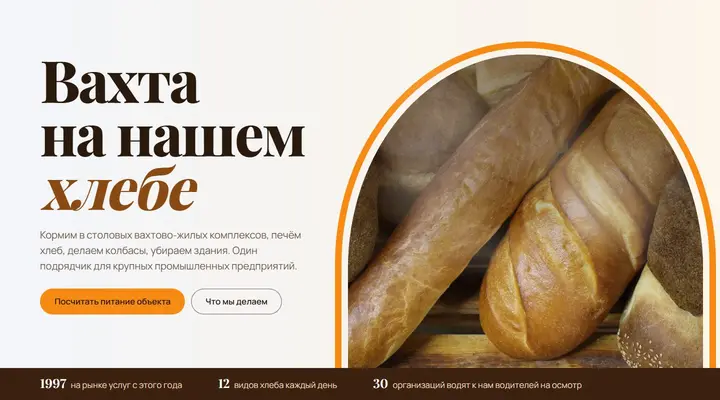 Вахта
на нашем
хлебе
Кормим в столовых вахтово-жилых комплексов, печём
хлеб, делаем колбасы, убираем здания. Один
подрядчик для крупных промышленных предприятий.
Посчитать питание объекта
Что мы делаем
1997 на рынке услуг с этого года
12 видов хлеба каждый день
30 организаций водят к нам водителей на осмотр